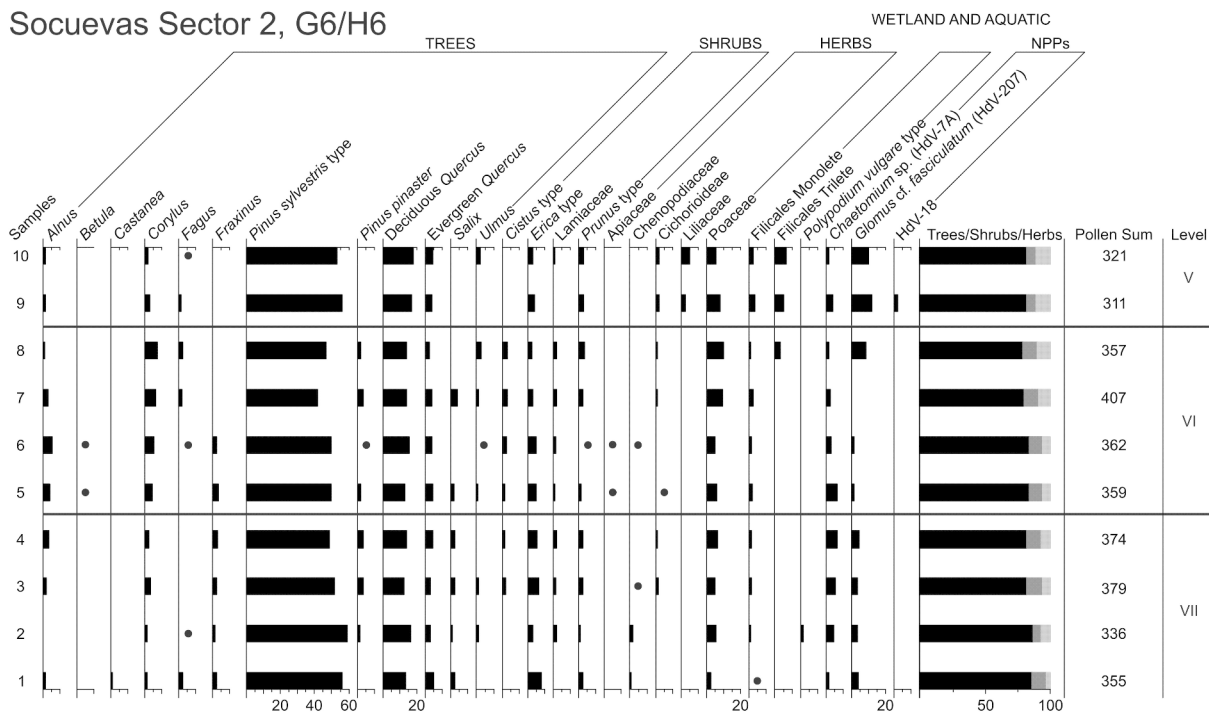 Socuevas Sector 2, G6/H6
WETLAND AND AQUATIC
TREES
SHRUBS
HERBS
NPPs
Samples
Alnus
Betula
Castanea
Corylus
Fagus
Fraxinus
Pinus sylvestris type
Pinus pinaster
Deciduous Quercus
Evergreen Quercus
Salix
Ulmus
Cistus type
Erica type
Lamiaceae
Prunus type
Apiaceae
Chenopodiaceae
Cichorioideae
Liliaceae
Poaceae
Filicales Monolete
Filicales Trilete
Polypodium vulgare type
Chaetomium sp. (HdV-7A)
Glomus cf. fasciculatum (HdV-207)
HdV-18
Trees/Shrubs/Herbs
Pollen Sum
Level
10 321
V
9 311
8 357
7 407
VI
6 362
5 359
4 374
3 379
VII
2 336
1 355
20 40 60 20 20 20 50 100